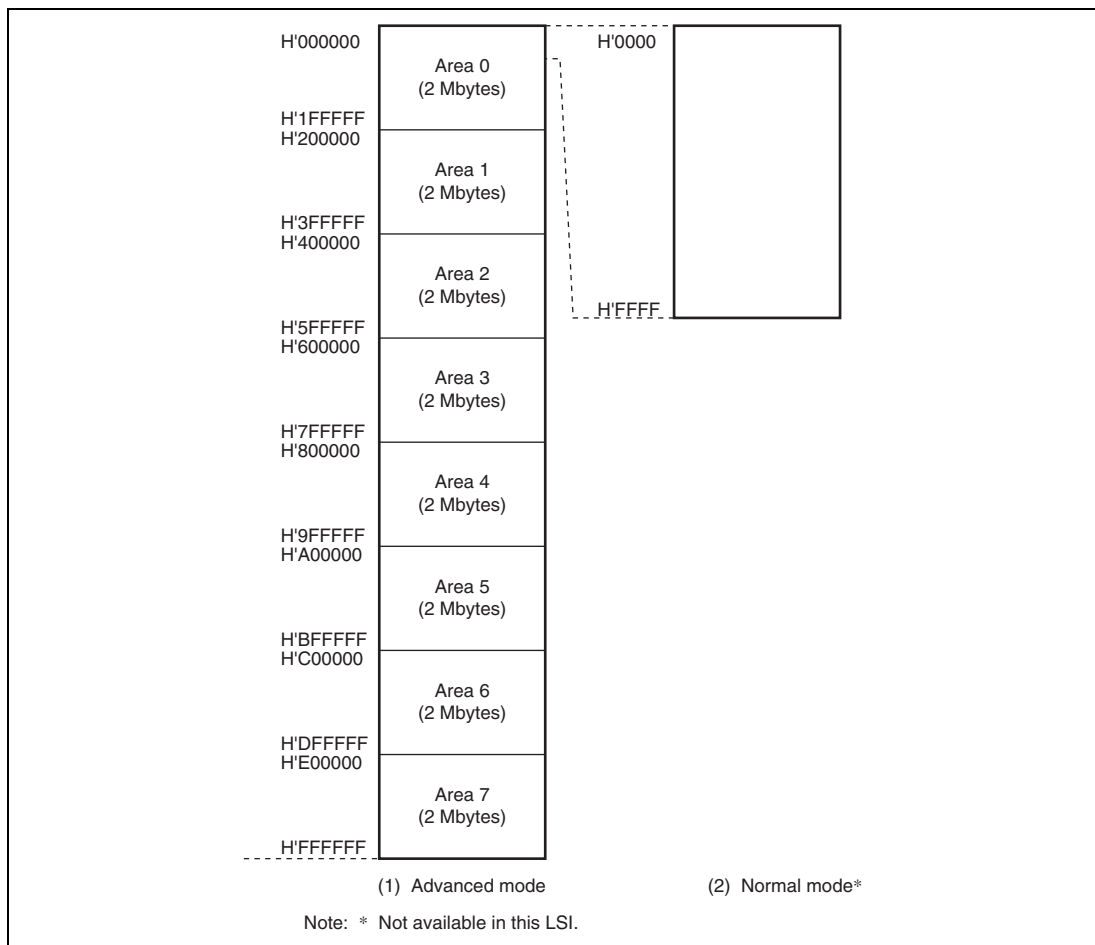 H'000000
H'0000
Area 0
(2 Mbytes)
H'1FFFFF
H'200000
Area 1
(2 Mbytes)
H'3FFFFF
H'400000
Area 2
(2 Mbytes)
H'FFFF
H'5FFFFF
H'600000
Area 3
(2 Mbytes)
H'7FFFFF
H'800000
Area 4
(2 Mbytes)
H'9FFFFF
H'A00000
Area 5
(2 Mbytes)
H'BFFFFF
H'C00000
Area 6
(2 Mbytes)
H'DFFFFF
H'E00000
Area 7
(2 Mbytes)
H'FFFFFF
(1) Advanced mode
(2) Normal mode*
Note: * Not available in this LSI.